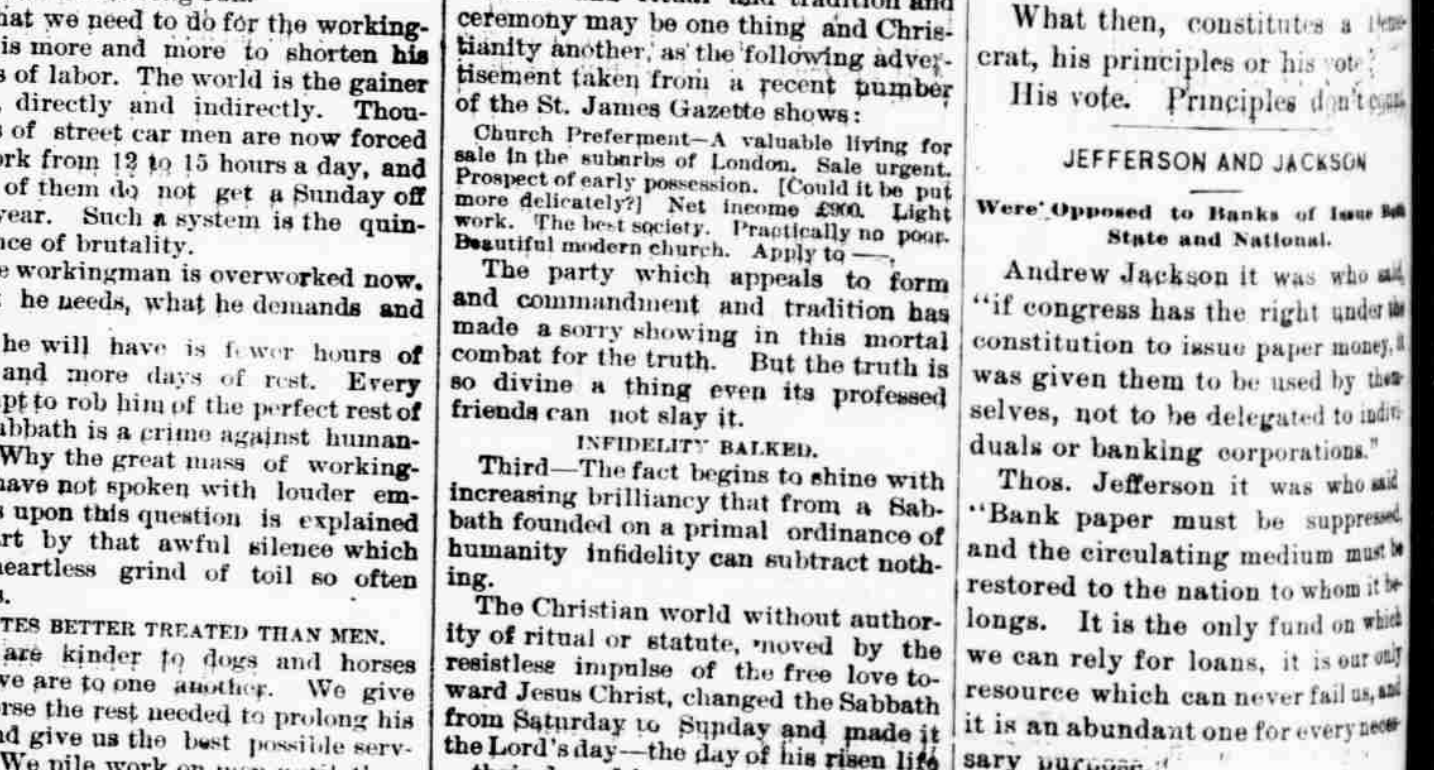 we need to do for the working-
is more and more to shorten his
of labor. The world is the gainer
directly and indirectly. Thou-
of street car men are now forced
from 12 to 15 hours a day, and
of them do not get a Sunday off
year. Such a system is the quin-
of brutality.
workingman is overworked now.
he needs, what he demands and
he will have is fewer hours of
and more days of rest. Every
to rob him of the perfect rest of
is a crime against human-
Why the great mass of working-
have not spoken with louder em-
upon this question is explained
by that awful silence which
heartless grind of toil so often
BETTER TREATED THAN MEN.
are kinder to dogs and horses
are to one another. We give
the rest needed to prolong his
give us the best possible serv-
We pile work on
tradition and
ceremony may be one thing and Chris-
tianity another, as the following adver-
tisement taken from a recent number
of the St. James Gazette shows:
Church Preferment—A valuable living for
sale in the suburbs of London. Sale urgent.
Prospect of early possession. [Could it be put
more delicately?] Net income £900. Light
work. The best society. Practically no poor.
Beautiful modern church. Apply to —.
The party which appeals to form
and commandment and tradition has
made a sorry showing in this mortal
combat for the truth. But the truth is
so divine a thing even its professed
friends can not slay it.
INFIDELITY BALKED.
Third—The fact begins to shine with
increasing brilliancy that from a Sab-
bath founded on a primal ordinance of
humanity infidelity can subtract noth-
ing.
The Christian world without author-
ity of ritual or statute, moved by the
resistless impulse of the free love to-
ward Jesus Christ, changed the Sabbath
from Saturday to Sunday and made it
the Lord's day—the day of his risen life
What then, constitutes a Demo-
crat, his principles or his vote?
His vote. Principles don't count.
JEFFERSON AND JACKSON
Were Opposed to Banks of Issue Both
State and National.
Andrew Jackson it was who said,
"if congress has the right under the
constitution to issue paper money, it
was given them to be used by them-
selves, not to be delegated to indivi-
duals or banking corporations."
Thos. Jefferson it was who said
"Bank paper must be suppressed,
and the circulating medium must be
restored to the nation to whom it be-
longs. It is the only fund on which
we can rely for loans, it is our only
resource which can never fail us, and
it is an abundant one for every neces-
sary purpose."